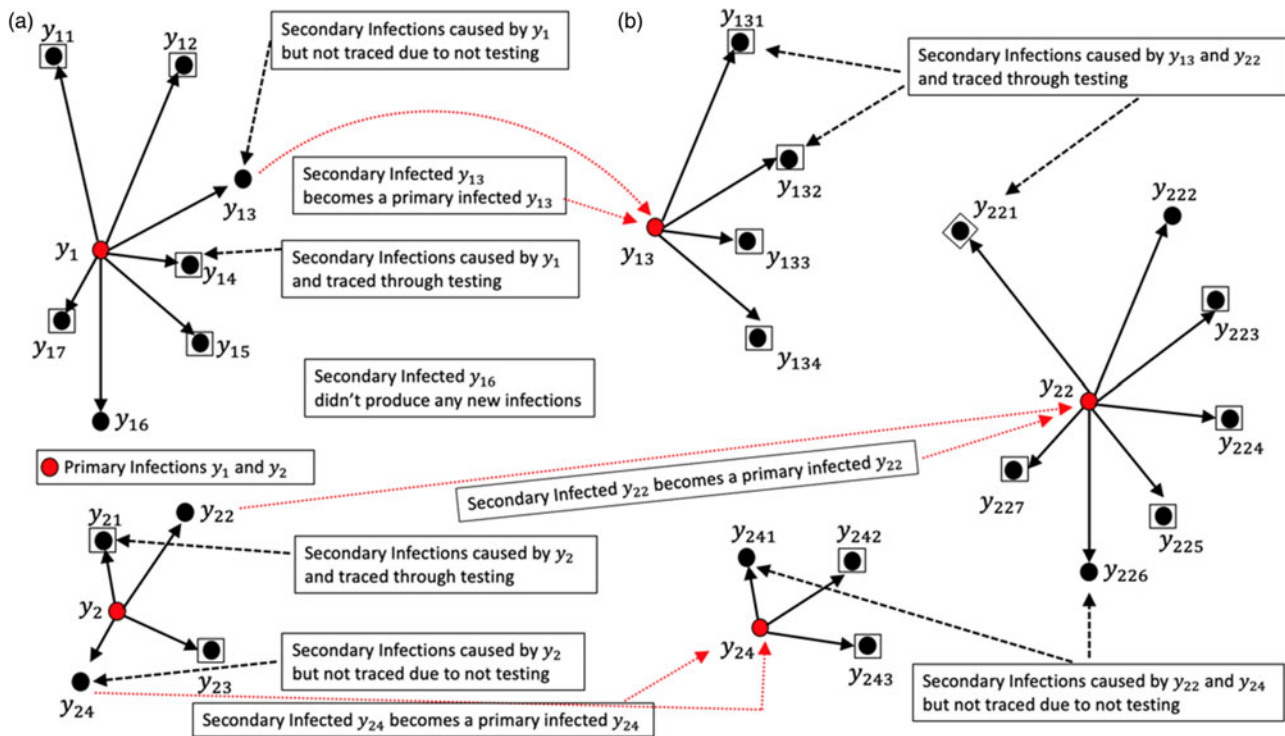 (a)
y₁₁
y₁₂
Secondary Infections caused by y₁
but not traced due to not testing
y₁₃
Secondary Infected y₁₃
becomes a primary infected y₁₃
y₁
y₁₄
Secondary Infections caused by y₁
and traced through testing
y₁₇
y₁₅
Secondary Infected y₁₆
didn't produce any new infections
y₁₆
Primary Infections y₁ and y₂
y₂₂
y₂₁
Secondary Infections caused by y₂
and traced through testing
y₂
y₂₃
y₂₄
Secondary Infections caused by y₂
but not traced due to not testing
Secondary Infected y₂₄ becomes a primary infected y₂₄
Secondary Infected y₂₂ becomes a primary infected y₂₂
(b)
y₁₃₁
Secondary Infections caused by y₁₃ and y₂₂
and traced through testing
y₁₃₂
y₁₃
y₁₃₃
y₁₃₄
y₂₂₁
y₂₂₂
y₂₂₃
y₂₂
y₂₂₄
y₂₂₇
y₂₂₅
y₂₂₆
y₂₄₁
y₂₄₂
y₂₄
y₂₄₃
Secondary Infections caused by y₂₂ and y₂₄
but not traced due to not testing